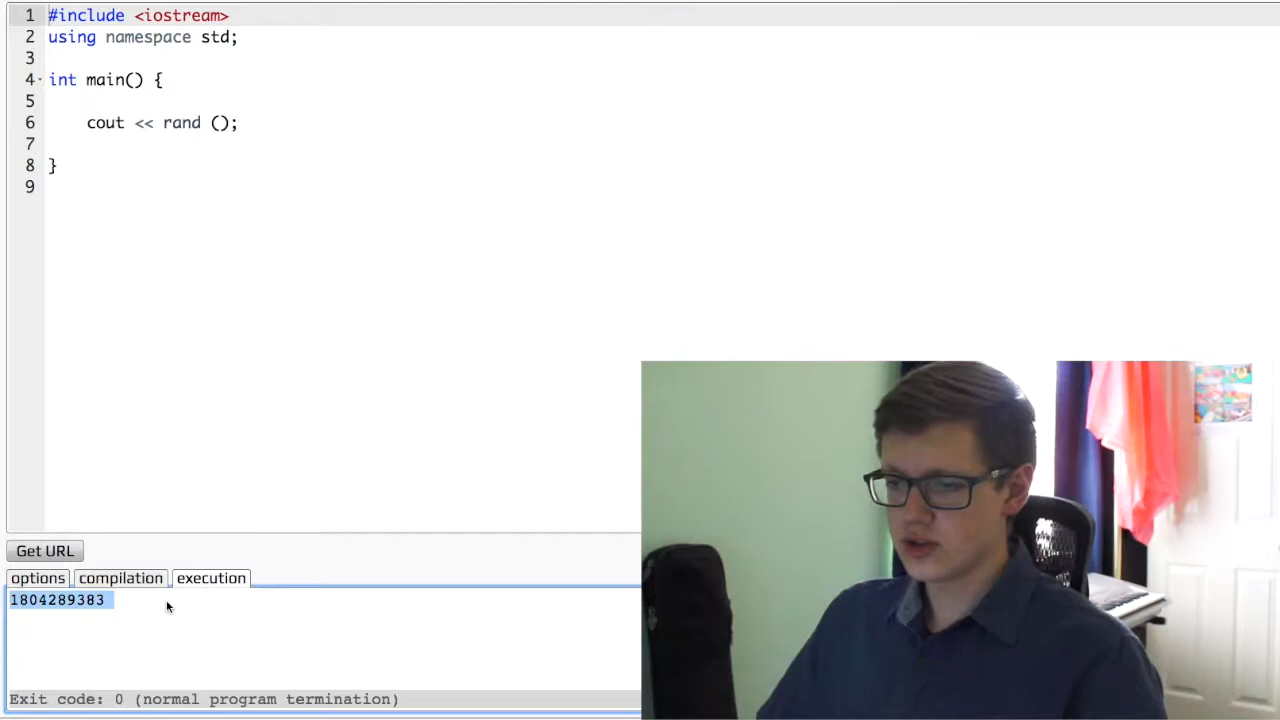 1 #include <iostream>
2 using namespace std;
3
4 int main() {
5
6 cout << rand ();
7
8 }
9
Get URL
options compilation execution
1804289383
Exit code: 0 (normal program termination)